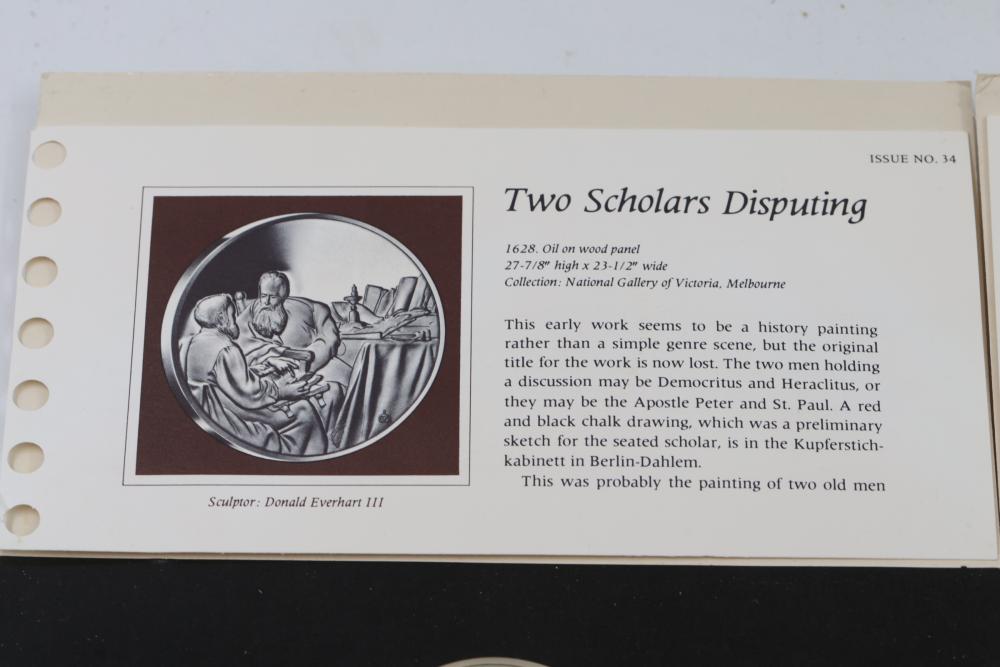 ISSUE NO. 34
Two Scholars Disputing
1628. Oil on wood panel
27-7/8" high x 23-1/2" wide
Collection: National Gallery of Victoria, Melbourne
This early work seems to be a history painting
rather than a simple genre scene, but the original
title for the work is now lost. The two men holding
a discussion may be Democritus and Heraclitus, or
they may be the Apostle Peter and St. Paul. A red
and black chalk drawing, which was a preliminary
sketch for the seated scholar, is in the Kupferstich-
kabinett in Berlin-Dahlem.
This was probably the painting of two old men
Sculptor: Donald Everhart III